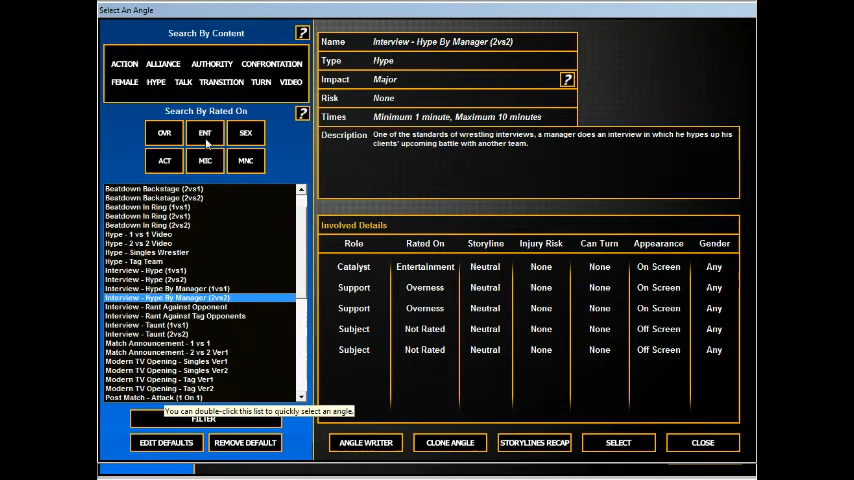 Select An Angle
Search By Content
?
ACTION ALLIANCE AUTHORITY CONFRONTATION
FEMALE HYPE TALK TRANSITION TURN VIDEO
Search By Rated On
?
OVR ENT SEX
ACT MIC MNC
Beatdown Backstage (2vs1)
Beatdown Backstage (2vs2)
Beatdown In Ring (1vs1)
Beatdown In Ring (2vs1)
Beatdown In Ring (2vs2)
Hype - 1 vs 1 Video
Hype - 2 vs 2 Video
Hype - Singles Wrestler
Hype - Tag Team
Interview - Hype (1vs1)
Interview - Hype (2vs2)
Interview - Hype By Manager (1vs1)
Interview - Hype By Manager (2vs2)
Interview - Rant Against Opponent
Interview - Rant Against Tag Opponents
Interview - Taunt (1vs1)
Interview - Taunt (2vs2)
Match Announcement - 1 vs 1
Match Announcement - 2 vs 2 Ver1
Modern TV Opening - Singles Ver1
Modern TV Opening - Singles Ver2
Modern TV Opening - Tag Ver1
Modern TV Opening - Tag Ver2
Post Match - Attack (1 On 1)
You can double-click this list to quickly select an angle.
FILTER
EDIT DEFAULTS REMOVE DEFAULT
Name Interview - Hype By Manager (2vs2)
Type Hype
Impact Major ?
Risk None
Times Minimum 1 minute, Maximum 10 minutes
Description One of the standards of wrestling interviews, a manager does an interview in which he hypes up his
clients' upcoming battle with another team.
Involved Details
Role Rated On Storyline Injury Risk Can Turn Appearance Gender
Catalyst Entertainment Neutral None None On Screen Any
Support Overness Neutral None None On Screen Any
Support Overness Neutral None None On Screen Any
Subject Not Rated Neutral None None Off Screen Any
Subject Not Rated Neutral None None Off Screen Any
ANGLE WRITER CLONE ANGLE STORYLINES RECAP SELECT CLOSE